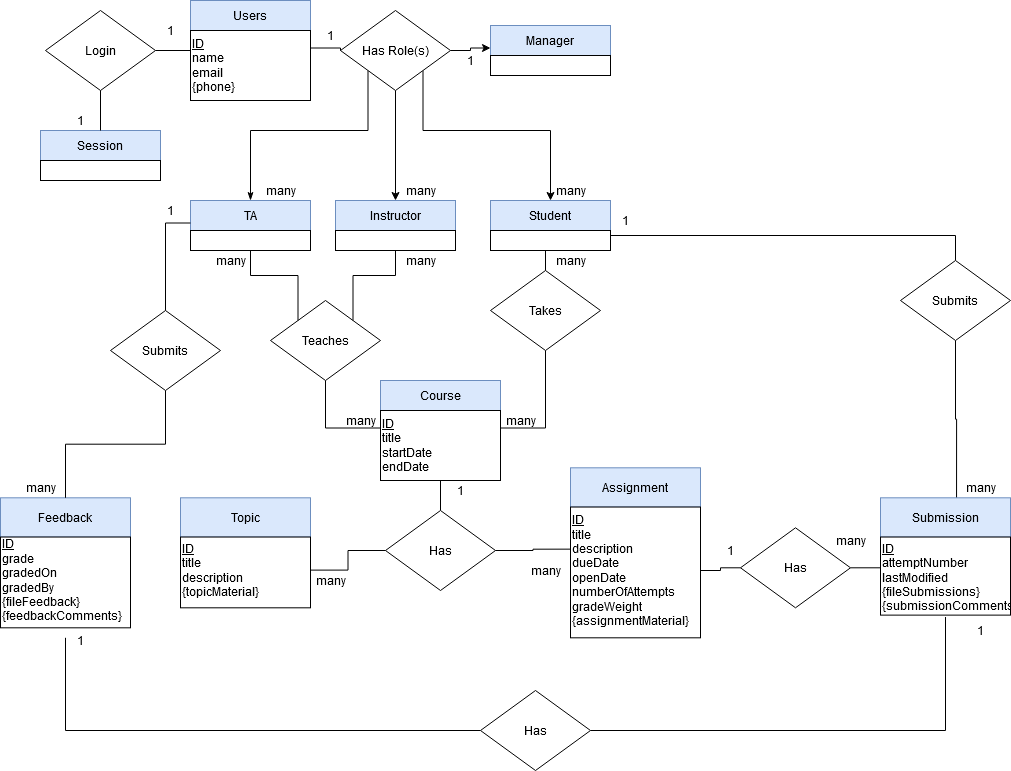 Users
ID
name
email
{phone}
Login
1
1
Session
1
Has Role(s)
1
Manager
many
many
many
1
TA
Instructor
Student
1
many
many
many
Submits
Teaches
Takes
Submits
many
Course
many
ID
title
startDate
endDate
1
many
Feedback
ID
grade
gradedOn
gradedBy
{fileFeedback}
{feedbackComments}
1
Topic
ID
title
description
{topicMaterial}
many
Has
many
Assignment
ID
title
description
dueDate
openDate
numberOfAttempts
gradeWeight
{assignmentMaterial}
1
Has
many
many
Submission
ID
attemptNumber
lastModified
{fileSubmissions}
{submissionComments
1
Has